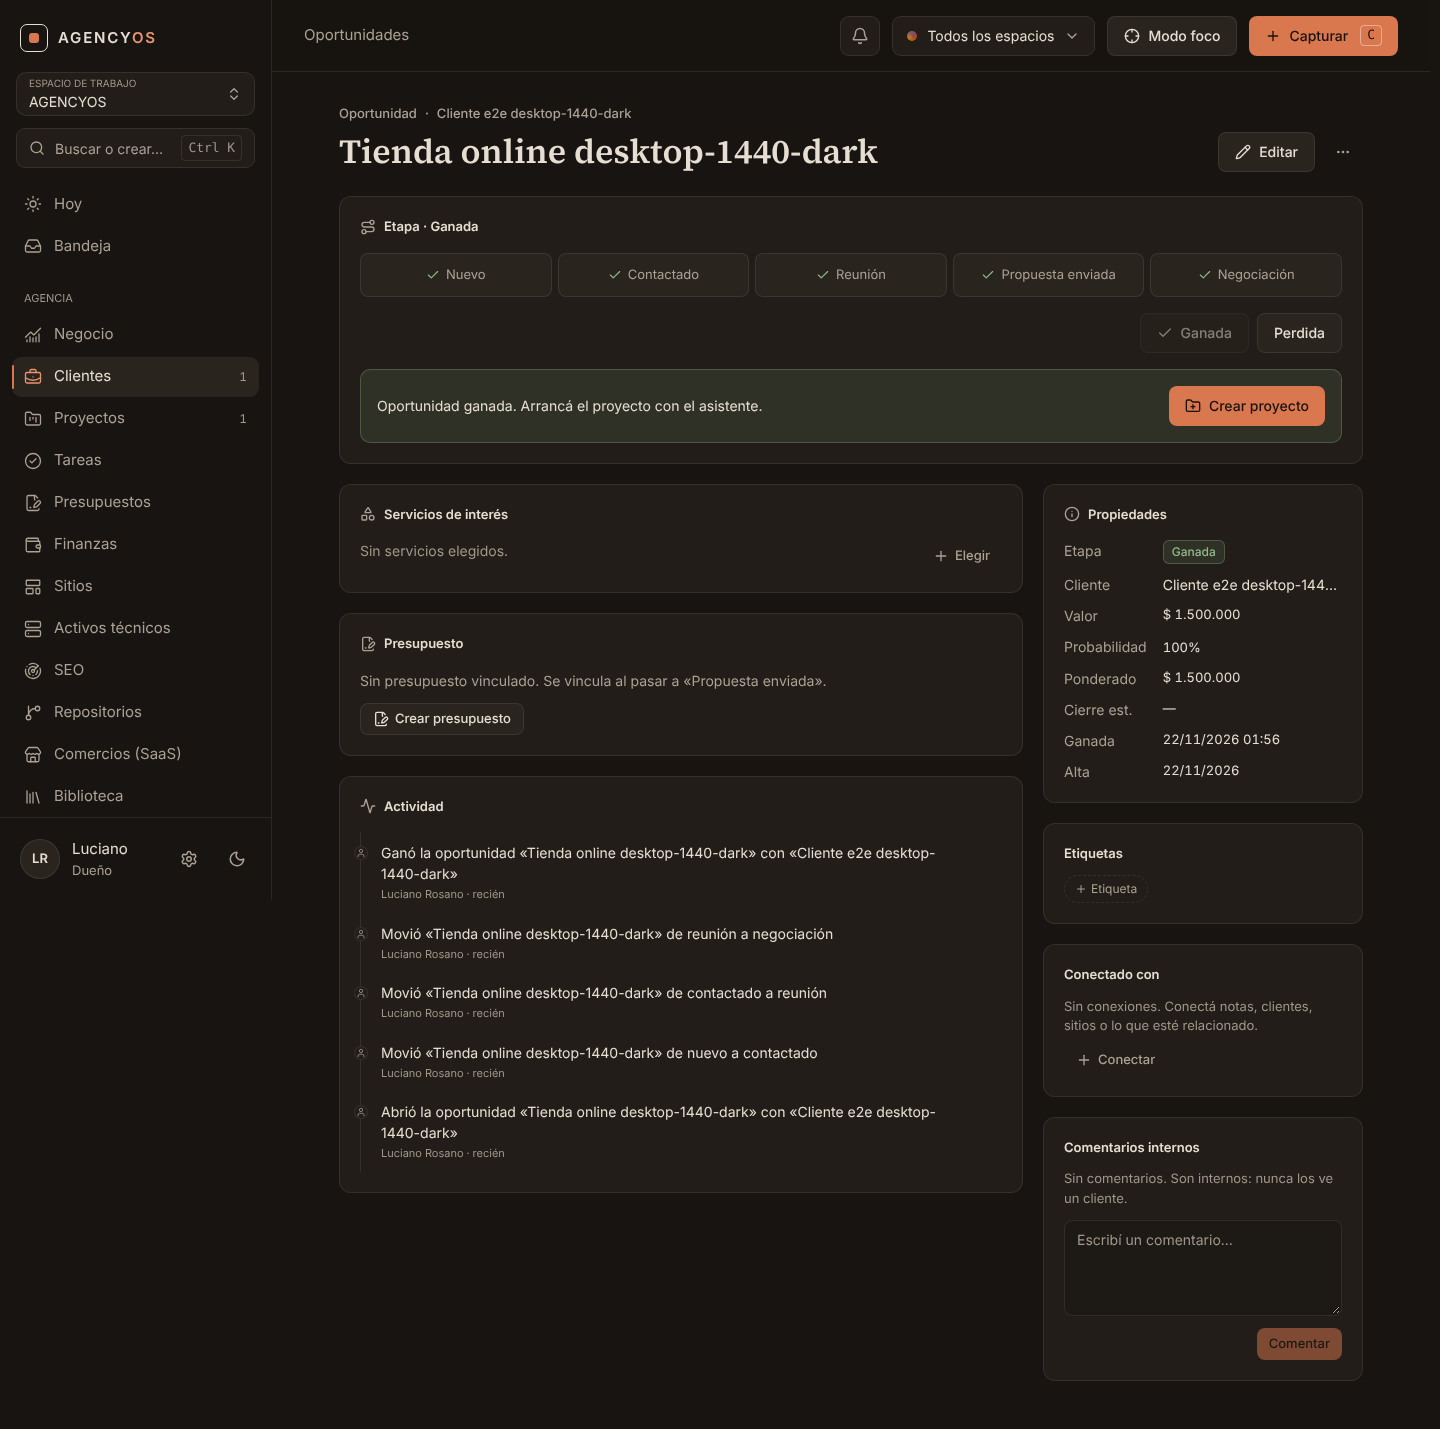 AGENCYOS
ESPACIO DE TRABAJO
AGENCYOS
Buscar o crear... Ctrl K
Hoy
Bandeja
AGENCIA
Negocio
Clientes 1
Proyectos 1
Tareas
Presupuestos
Finanzas
Sitios
Activos técnicos
SEO
Repositorios
Comercios (SaaS)
Biblioteca
LR
Luciano
Dueño
Oportunidades
Todos los espacios
Modo foco
Capturar C
Oportunidad · Cliente e2e desktop-1440-dark
Tienda online desktop-1440-dark
Editar
Etapa · Ganada
Nuevo
Contactado
Reunión
Propuesta enviada
Negociación
Ganada
Perdida
Oportunidad ganada. Arrancá el proyecto con el asistente.
Crear proyecto
Servicios de interés
Sin servicios elegidos.
Elegir
Presupuesto
Sin presupuesto vinculado. Se vincula al pasar a «Propuesta enviada».
Crear presupuesto
Actividad
Ganó la oportunidad «Tienda online desktop-1440-dark» con «Cliente e2e desktop-
1440-dark»
Luciano Rosano · recién
Movió «Tienda online desktop-1440-dark» de reunión a negociación
Luciano Rosano · recién
Movió «Tienda online desktop-1440-dark» de contactado a reunión
Luciano Rosano · recién
Movió «Tienda online desktop-1440-dark» de nuevo a contactado
Luciano Rosano · recién
Abrió la oportunidad «Tienda online desktop-1440-dark» con «Cliente e2e desktop-
1440-dark»
Luciano Rosano · recién
Propiedades
Etapa Ganada
Cliente Cliente e2e desktop-144...
Valor $ 1.500.000
Probabilidad 100%
Ponderado $ 1.500.000
Cierre est. —
Ganada 22/11/2026 01:56
Alta 22/11/2026
Etiquetas
+ Etiqueta
Conectado con
Sin conexiones. Conectá notas, clientes,
sitios o lo que esté relacionado.
Conectar
Comentarios internos
Sin comentarios. Son internos: nunca los ve
un cliente.
Escribí un comentario...
Comentar